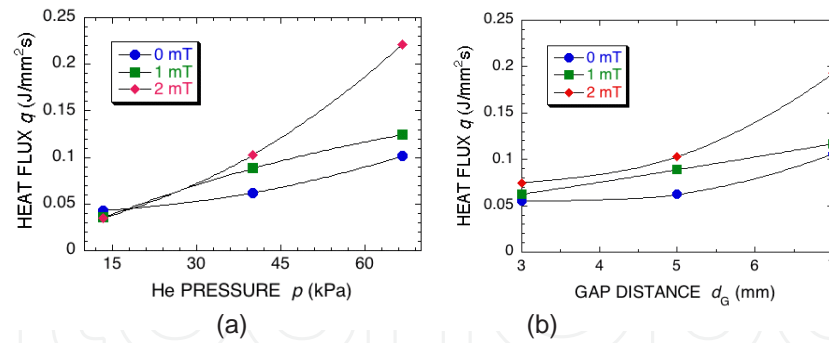 0.25
0.2
0.15
0.1
0.05
0
HEAT FLUX q (J/mm²s)
0 mT
1 mT
2 mT
15 30 45 60
He PRESSURE p (kPa)
(a)
0.25
0.2
0.15
0.1
0.05
0
HEAT FLUX q (J/mm²s)
0 mT
1 mT
2 mT
3 4 5 6
GAP DISTANCE d_G (mm)
(b)